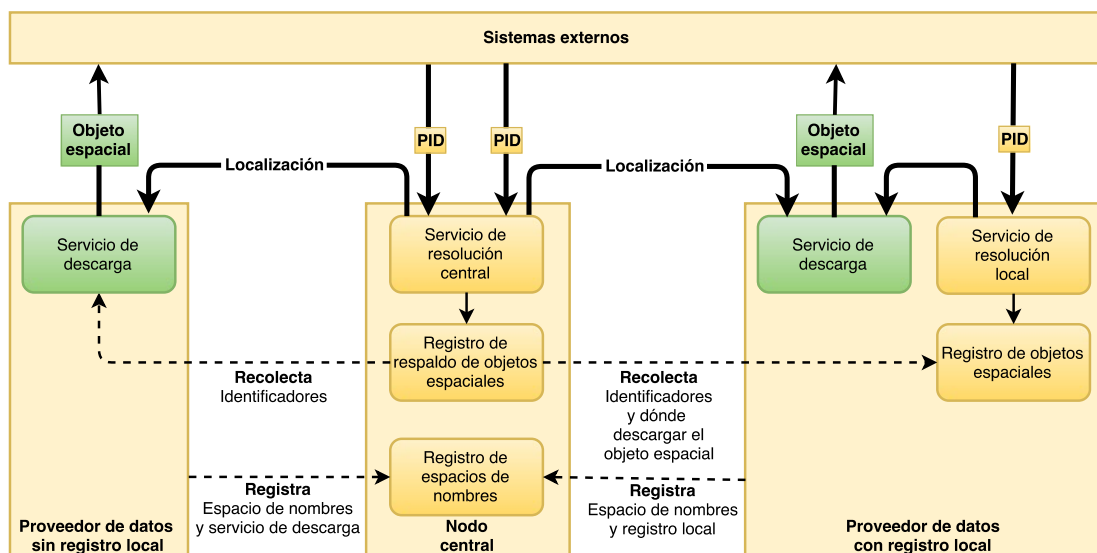 Sistemas externos
Objeto
espacial
PID
PID
Objeto
espacial
PID
Localización
Localización
Servicio de
descarga
Servicio de
resolución
central
Servicio de
descarga
Servicio de
resolución
local
Registro de
respaldo de objetos
espaciales
Registro de objetos
espaciales
Recolecta
Identificadores
Recolecta
Identificadores
y dónde
descargar el
objeto espacial
Registro de
espacios de
nombres
Registra
Espacio de nombres
y servicio de descarga
Registra
Espacio de nombres
y registro local
Proveedor de datos
sin registro local
Nodo
central
Proveedor de datos
con registro local